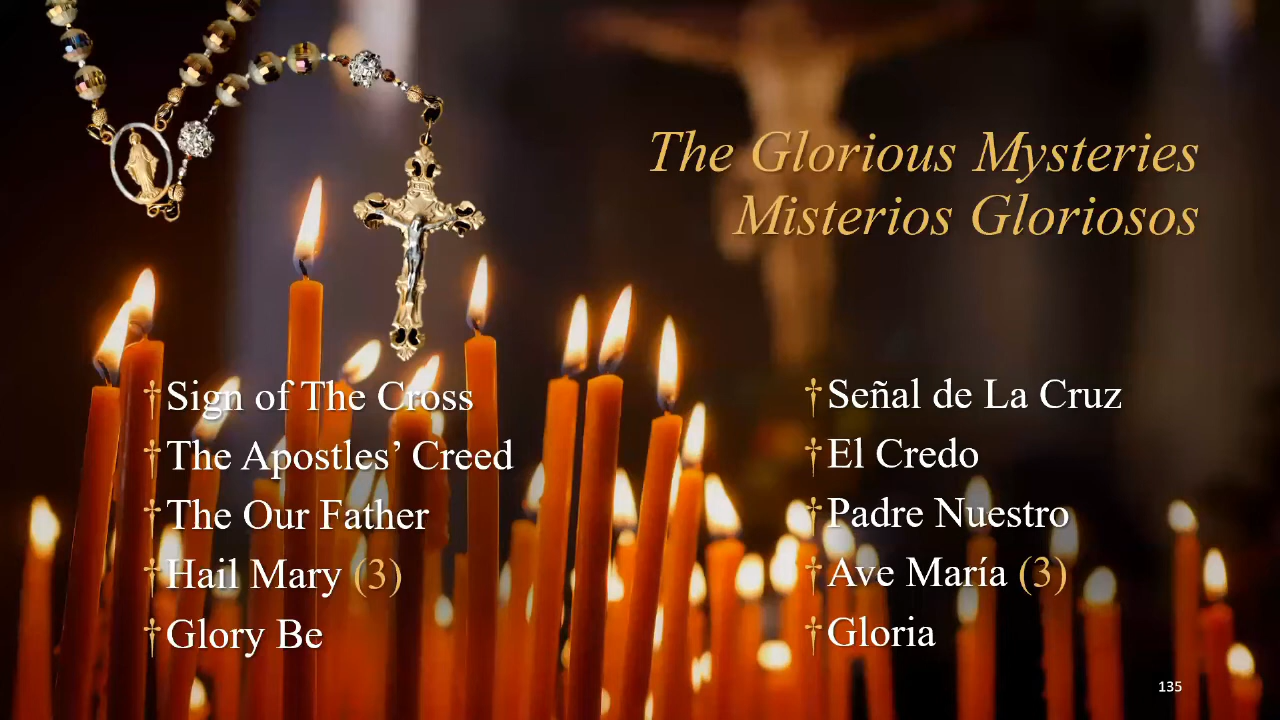 The Glorious Mysteries
Misterios Gloriosos
†Sign of The Cross
†The Apostles’ Creed
†The Our Father
†Hail Mary (3)
†Glory Be
†Señal de La Cruz
†El Credo
†Padre Nuestro
†Ave María (3)
†Gloria
135